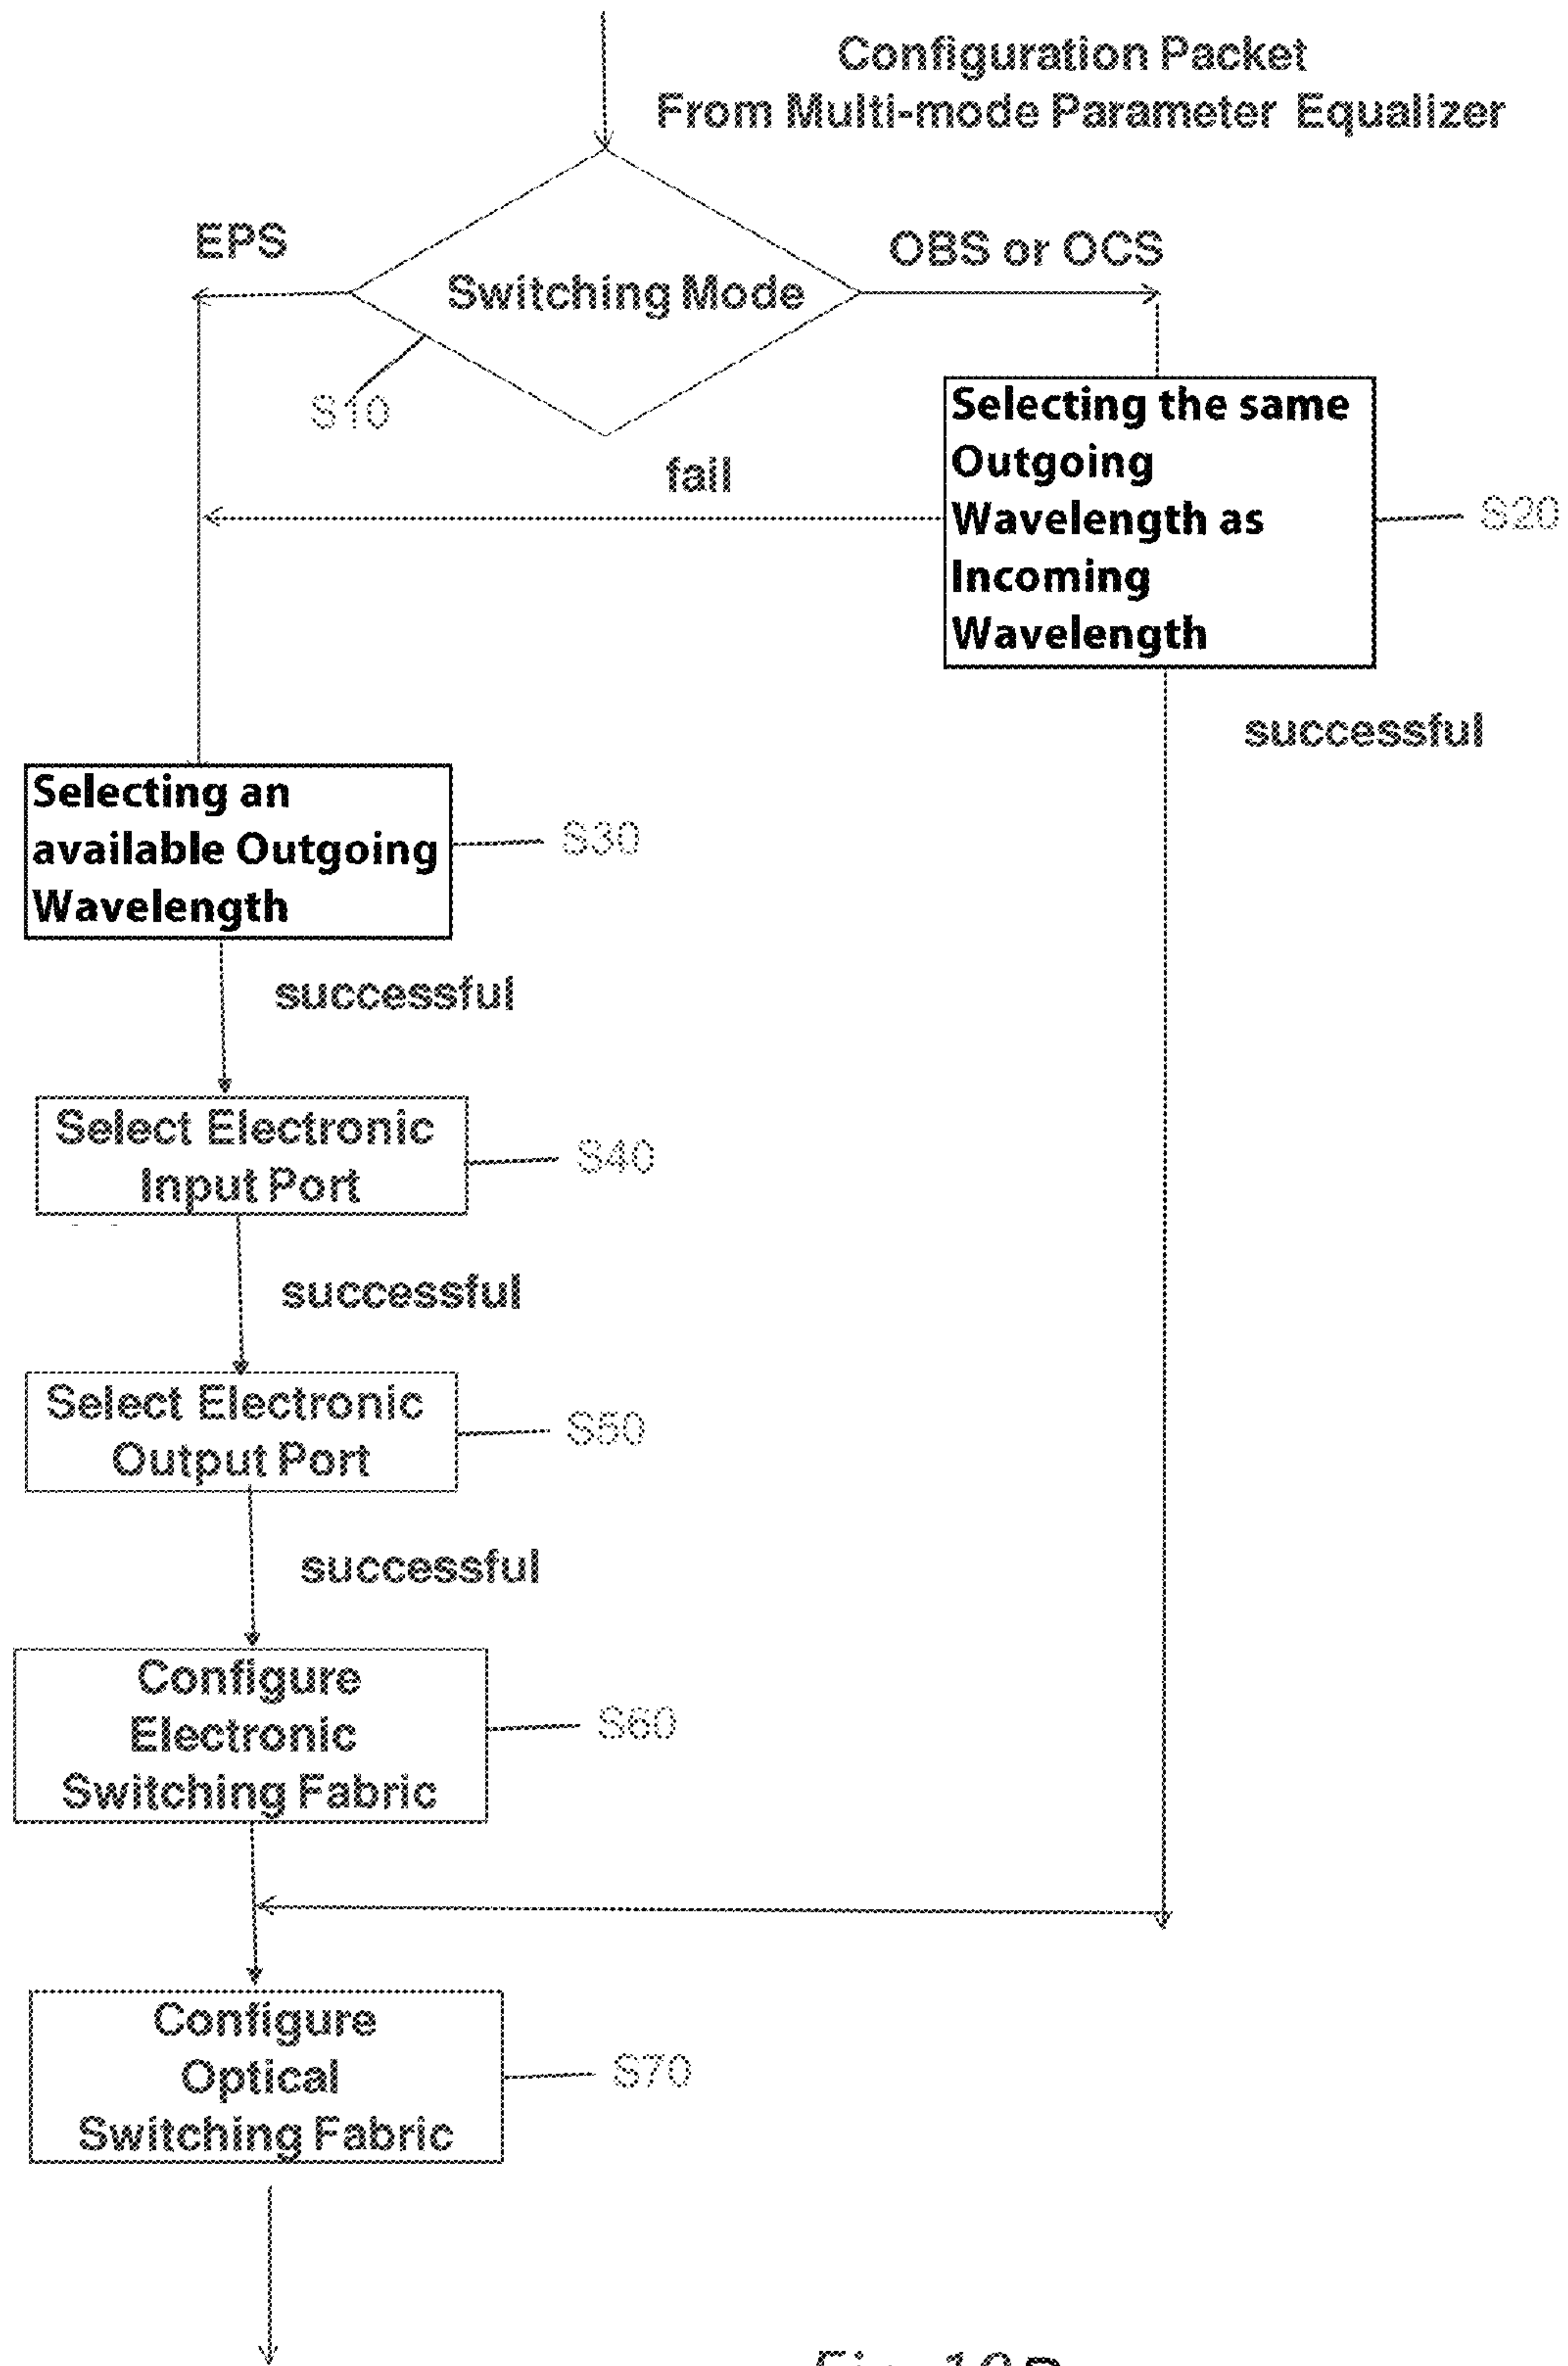 Configuration Packet
From Multi-mode Parameter Equalizer
EPS
OBS or OCS
Switching Mode
S10
Selecting the same
Outgoing
Wavelength as
Incoming
Wavelength
S20
fail
successful
Selecting an
available Outgoing
Wavelength
S30
successful
Select Electronic
Input Port
S40
successful
Select Electronic
Output Port
S50
successful
Configure
Electronic
Switching Fabric
S60
Configure
Optical
Switching Fabric
S70